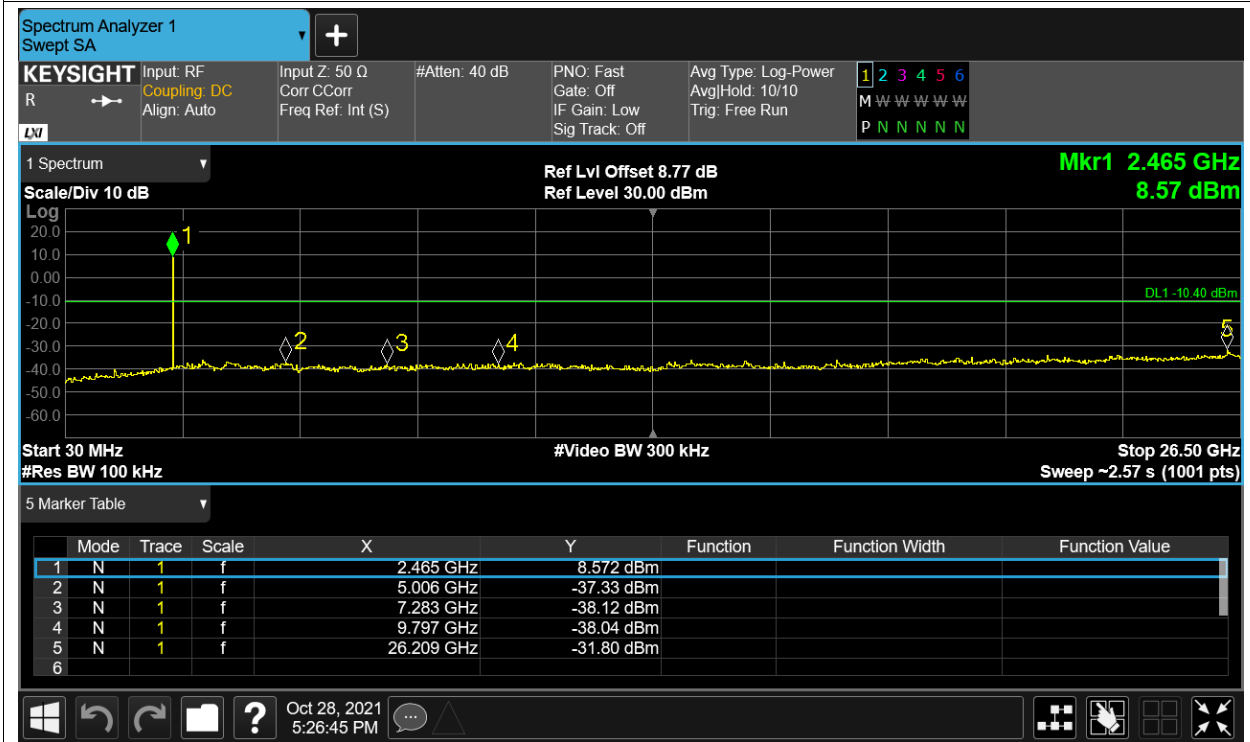 Spectrum Analyzer 1
Swept SA
+
KEYSIGHT
R
LXI
Input: RF
Coupling: DC
Align: Auto
Input Z: 50 Ω
Corr CCorr
Freq Ref: Int (S)
#Atten: 40 dB
PNO: Fast
Gate: Off
IF Gain: Low
Sig Track: Off
Avg Type: Log-Power
Avg|Hold: 10/10
Trig: Free Run
1 2 3 4 5 6
M W W W W W
P N N N N N
1 Spectrum
Scale/Div 10 dB
Ref Lvl Offset 8.77 dB
Ref Level 30.00 dBm
Mkr1 2.465 GHz
8.57 dBm
Log
20.0
10.0
0.00
-10.0
-20.0
-30.0
-40.0
-50.0
-60.0
1
2
3
4
5
DL1 -10.40 dBm
Start 30 MHz
#Res BW 100 kHz
#Video BW 300 kHz
Stop 26.50 GHz
Sweep ~2.57 s (1001 pts)
5 Marker Table
Mode Trace Scale X Y Function Function Width Function Value
1 N 1 f 2.465 GHz 8.572 dBm
2 N 1 f 5.006 GHz -37.33 dBm
3 N 1 f 7.283 GHz -38.12 dBm
4 N 1 f 9.797 GHz -38.04 dBm
5 N 1 f 26.209 GHz -31.80 dBm
6
?
Oct 28, 2021
5:26:45 PM